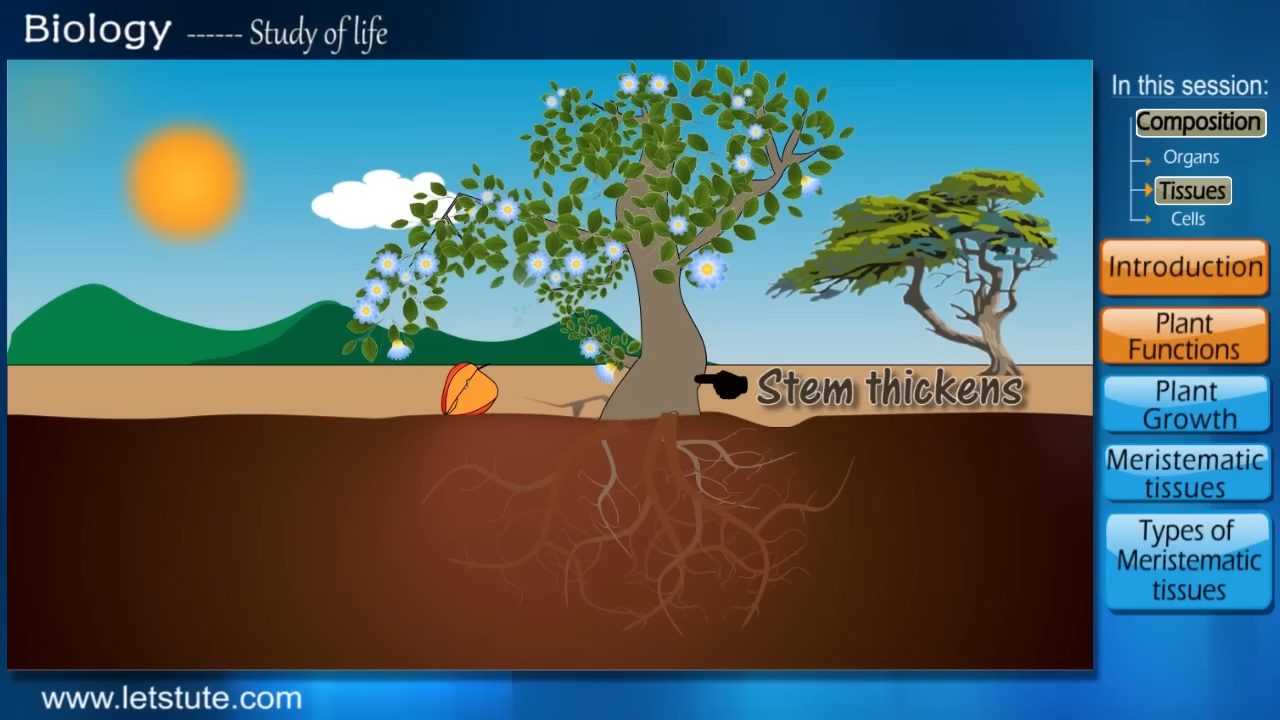 Biology ------ Study of life
In this session:
Composition
Organs
Tissues
Cells
Introduction
Plant
Functions
Plant
Growth
Meristematic
tissues
Types of
Meristematic
tissues
Stem thickens
www.letstute.com